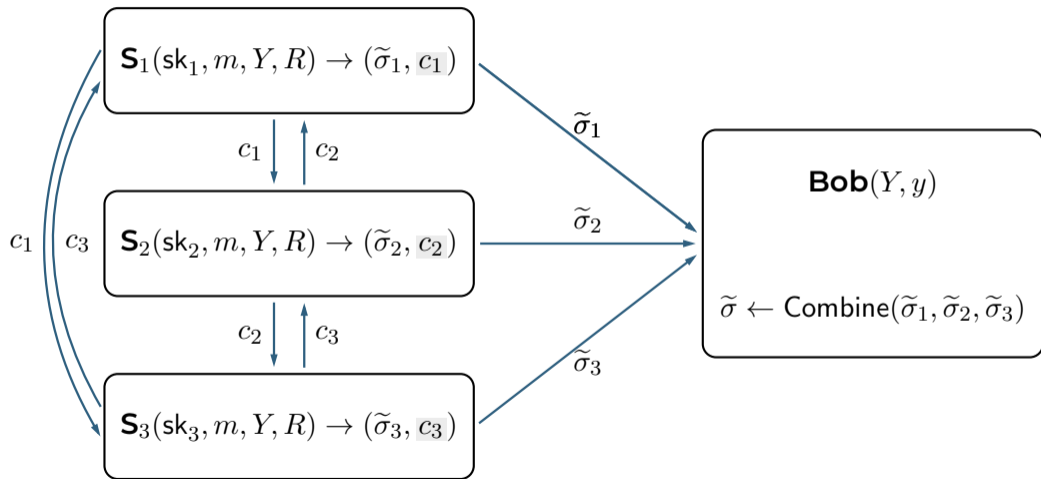 S₁(sk₁, m, Y, R) → (σ̃₁, c₁)
σ̃₁
c₁
c₂
Bob(Y, y)
c₁
c₃
S₂(sk₂, m, Y, R) → (σ̃₂, c₂)
σ̃₂
σ̃ ← Combine(σ̃₁, σ̃₂, σ̃₃)
c₂
c₃
σ̃₃
S₃(sk₃, m, Y, R) → (σ̃₃, c₃)